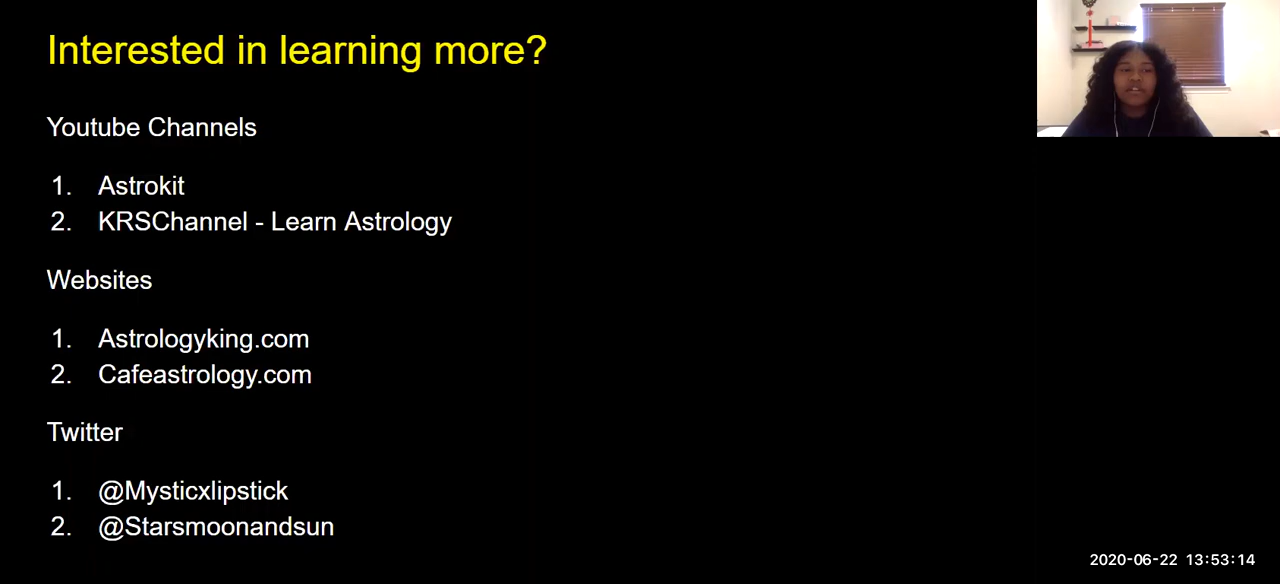 Interested in learning more?
Youtube Channels
1. Astrokit
2. KRSChannel - Learn Astrology
Websites
1. Astrologyking.com
2. Cafeastrology.com
Twitter
1. @Mysticxlipstick
2. @Starsmoonandsun
2020-06-22 13:53:14